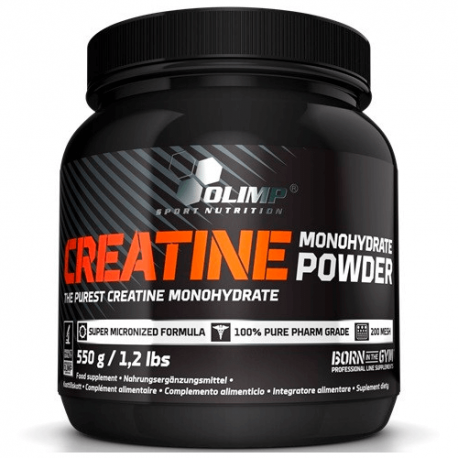 OLIMP®
SPORT NUTRITION
CREATINE MONOHYDRATE
POWDER
THE PUREST CREATINE MONOHYDRATE
SUPER MICRONIZED FORMULA 100% PURE PHARM GRADE 200 MESH
550 g / 1,2 lbs
BORN IN THE GYM
PROFESSIONAL LINE SUPPLEMENTS
Food supplement • Nahrungsergänzungsmittel •
Complément alimentaire • Complemento alimenticio • Integratore alimentare • Suplement diety